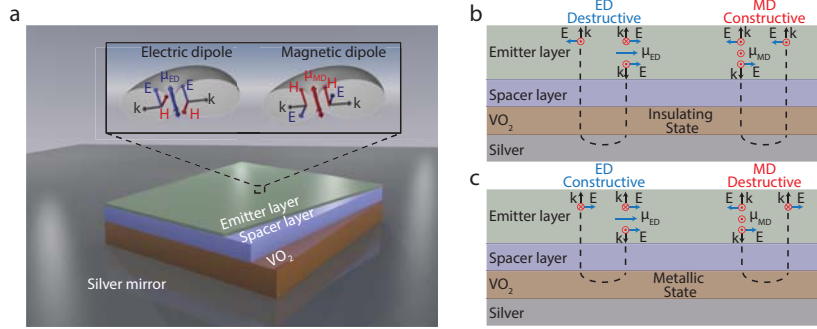 a
Electric dipole
Magnetic dipole
μED
E
E
k
H
H
k
μMD
H
H
k
E
E
k
Emitter layer
Spacer layer
VO2
Silver mirror
b
ED
Destructive
MD
Constructive
E k
k
E k
k
Emitter layer
μED
μMD
k E
k E
Spacer layer
VO2
Insulating
State
Silver
c
ED
Constructive
MD
Destructive
k E
k
E k
k E
Emitter layer
μED
μMD
k E
k E
Spacer layer
VO2
Metallic
State
Silver